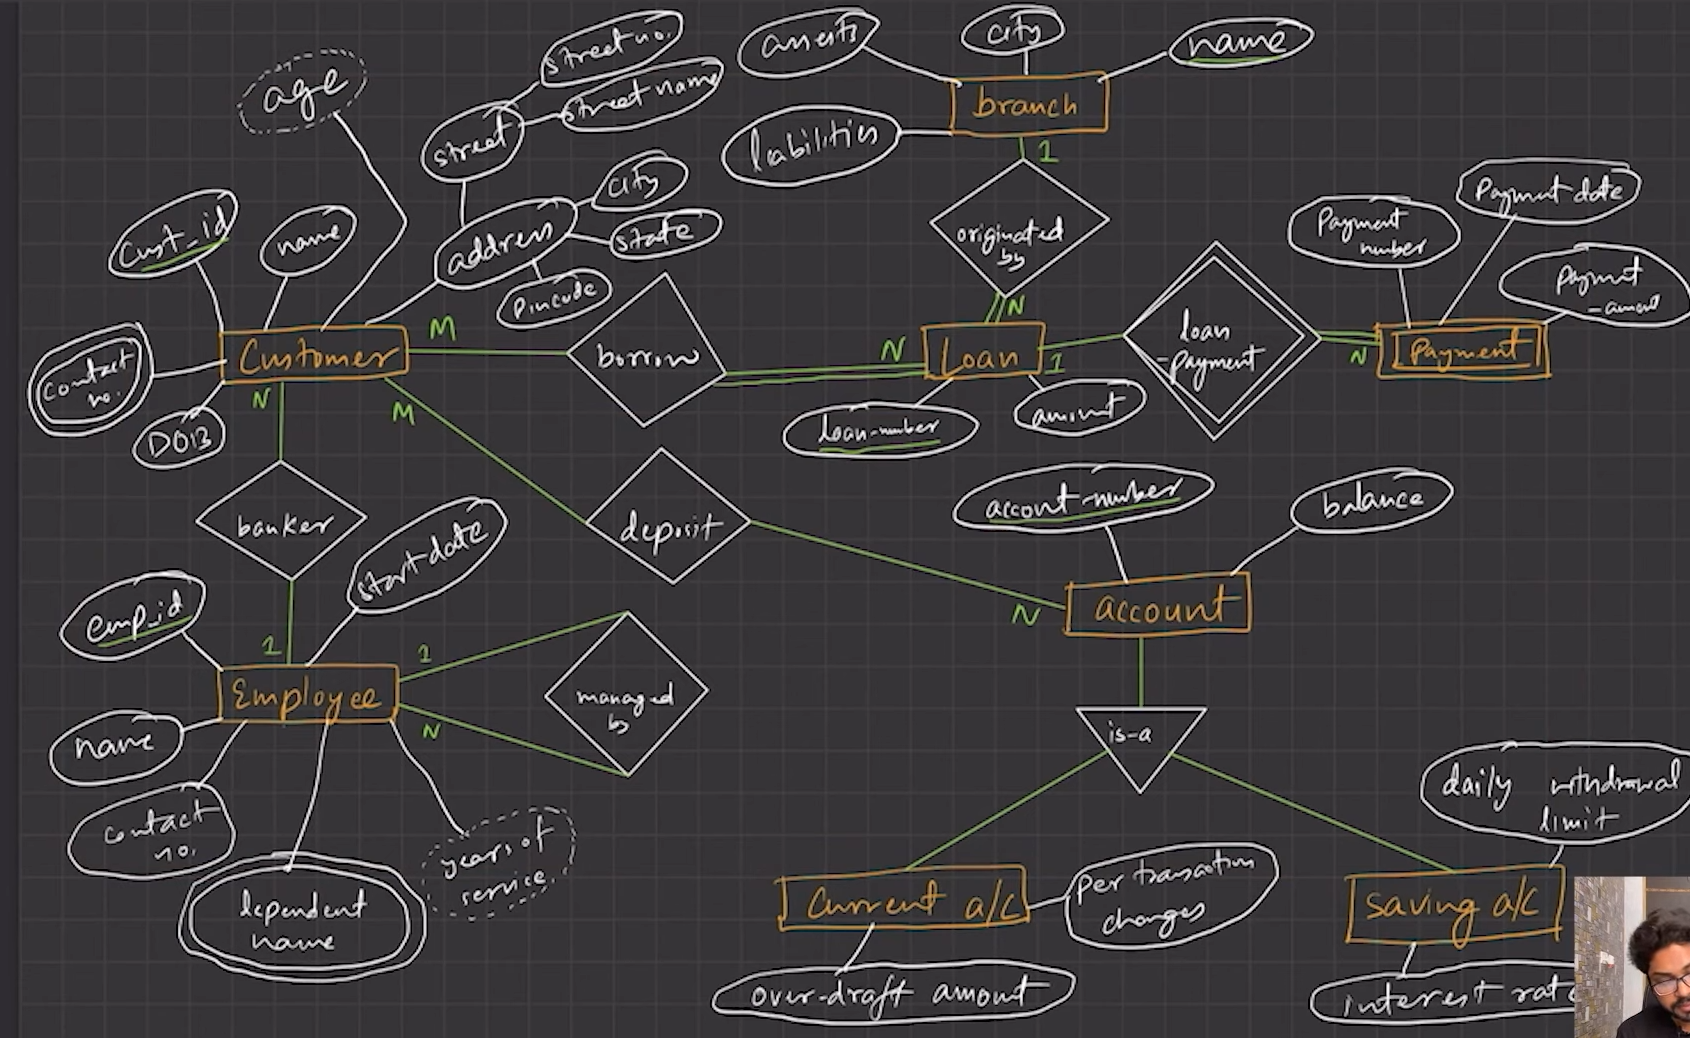 street no.
assets
city
name
age
street name
branch
street
liabilities
1
city
Payment date
cust_id
name
address
state
originated
by
Payment
number
pincode
N
Payment
-amount
M
Customer
borrow
N
Loan
1
loan
-payment
N
Payment
contact
no.
N
M
loan-number
amount
DOB
banker
start-date
deposit
account-number
balance
emp_id
N
account
1
1
Employee
managed
by
N
is-a
name
contact
no.
years of
service
daily withdrawal
limit
dependent
name
Current a/c
per transaction
charges
saving a/c
over-draft amount
interest rate